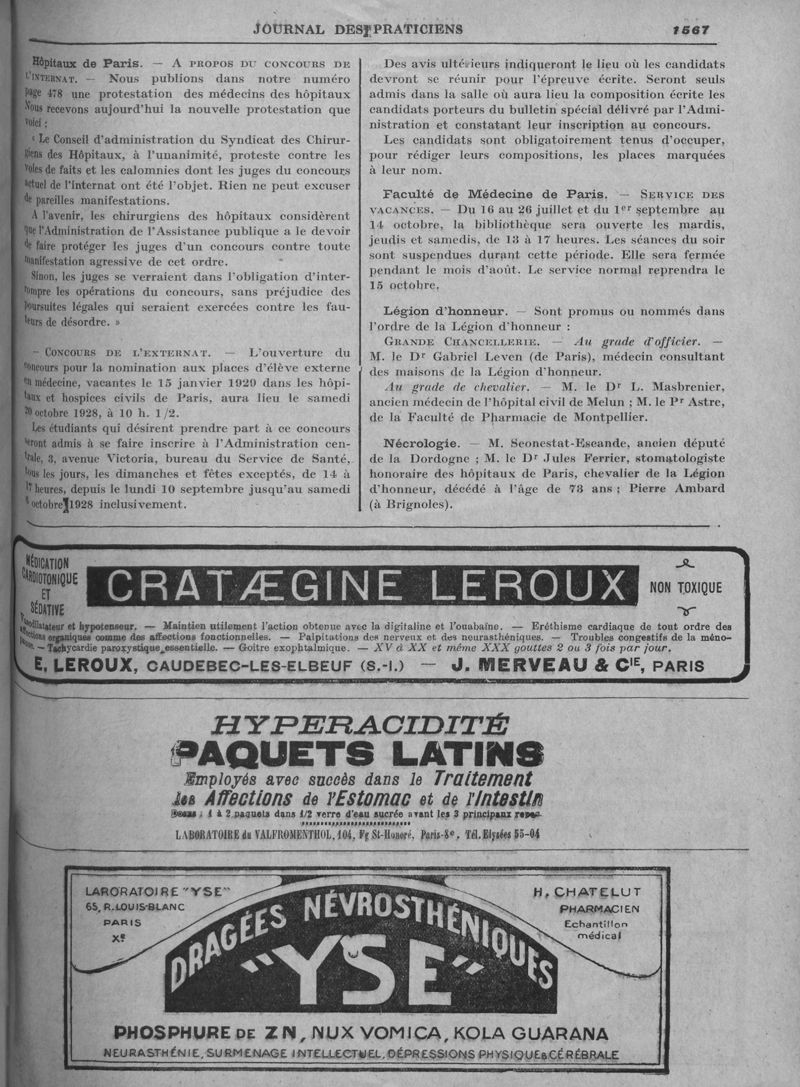 JOURNAL DES PRATICIENS
1567
Hôpitaux de Paris. — A PROPOS DU CONCOURS DE
L'INTERNAT. — Nous publions dans notre numéro
page 478 une protestation des médecins des hôpitaux
Nous recevons aujourd'hui la nouvelle protestation que
voici :
« Le Conseil d'administration du Syndicat des Chirur-
giens des Hôpitaux, à l'unanimité, proteste contre les
voies de faits et les calomnies dont les juges du concours
actuel de l'internat ont été l'objet. Rien ne peut excuser
de pareilles manifestations.
A l'avenir, les chirurgiens des hôpitaux considèrent
que l'Administration de l'Assistance publique a le devoir
de faire protéger les juges d'un concours contre toute
manifestation agressive de cet ordre.
Sinon, les juges se verraient dans l'obligation d'inter-
rompre les opérations du concours, sans préjudice des
poursuites légales qui seraient exercées contre les fau-
teurs de désordre. »
— CONCOURS DE L'EXTERNAT. — L'ouverture du
concours pour la nomination aux places d'élève externe
en médecine, vacantes le 15 janvier 1929 dans les hôpi-
taux et hospices civils de Paris, aura lieu le samedi
20 octobre 1928, à 10 h. 1/2.
Les étudiants qui désirent prendre part à ce concours
seront admis à se faire inscrire à l'Administration cen-
trale, 3, avenue Victoria, bureau du Service de Santé,
tous les jours, les dimanches et fêtes exceptés, de 14 à
17 heures, depuis le lundi 10 septembre jusqu'au samedi
octobre 1928 inclusivement.
Des avis ultérieurs indiqueront le lieu où les candidats
devront se réunir pour l'épreuve écrite. Seront seuls
admis dans la salle où aura lieu la composition écrite les
candidats porteurs du bulletin spécial délivré par l'Admi-
nistration et constatant leur inscription au concours.
Les candidats sont obligatoirement tenus d'occuper,
pour rédiger leurs compositions, les places marquées
à leur nom.
Faculté de Médecine de Paris. — SERVICE DES
VACANCES. — Du 16 au 26 juillet et du 1er septembre au
14 octobre, la bibliothèque sera ouverte les mardis,
jeudis et samedis, de 13 à 17 heures. Les séances du soir
sont suspendues durant cette période. Elle sera fermée
pendant le mois d'août. Le service normal reprendra le
15 octobre.
Légion d'honneur. — Sont promus ou nommés dans
l'ordre de la Légion d'honneur :
GRANDE CHANCELLERIE. — Au grade d'officier. —
M. le Dr Gabriel Leven (de Paris), médecin consultant
des maisons de la Légion d'honneur.
Au grade de chevalier. — M. le Dr L. Masbrenier,
ancien médecin de l'hôpital civil de Melun ; M. le Pr Astre,
de la Faculté de Pharmacie de Montpellier.
Nécrologie. — M. Seonestat-Escande, ancien député
de la Dordogne ; M. le Dr Jules Ferrier, stomatologiste
honoraire des hôpitaux de Paris, chevalier de la Légion
d'honneur, décédé à l'âge de 73 ans ; Pierre Ambard
(à Brignoles).
MÉDICATION
CARDIOTONIQUE
ET
SÉDATIVE
CRATÆGINE LEROUX
NON TOXIQUE
Vasodilatateur et hypotenseur. — Maintien utilement l'action obtenue avec la digitaline et l'ouabaïne. — Eréthisme cardiaque de tout ordre des
affections organiques comme des affections fonctionnelles. — Palpitations des nerveux et des neurasthéniques. — Troubles congestifs de la méno-
pause. — Tachycardie paroxystique essentielle. — Goitre exophtalmique. — XV à XX et même XXX gouttes 2 ou 3 fois par jour.
E. LEROUX, CAUDEBEC-LES-ELBEUF (S.-I.) — J. MERVEAU & CIE, PARIS
HYPERACIDITÉ
PAQUETS LATINS
Employés avec succès dans le Traitement
des Affections de l'Estomac et de l'Intestin
Doses : 1 à 2 paquets dans 1/2 verre d'eau sucrée avant les 3 principaux repas
LABORATOIRE du VALFROMENTHOL, 104, Fg St-Honoré, Paris-8e. Tél. Elysées 55-04
LARORATOIRE "YSE"
65, R. LOUIS-BLANC
PARIS
Xe
H. CHATELUT
PHARMACIEN
Echantillon
médical
DRAGÉES NÉVROSTHÉNIQUES
"YSE"
PHOSPHURE DE ZN, NUX VOMICA, KOLA GUARANA
NEURASTHÉNIE, SURMENAGE INTELLECTUEL, DÉPRESSIONS PHYSIQUE & CÉRÉBRALE